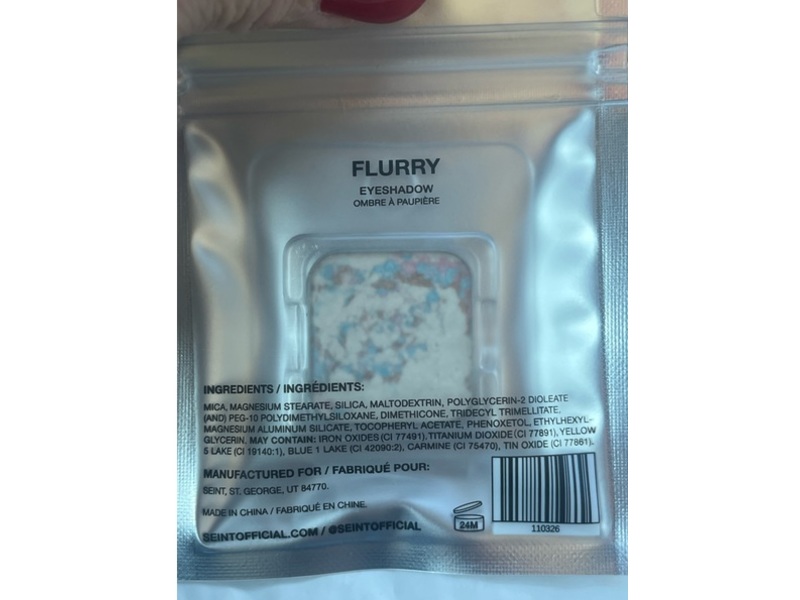 FLURRY
EYESHADOW
OMBRE À PAUPIÈRE
INGREDIENTS / INGRÉDIENTS:
MICA, MAGNESIUM STEARATE, SILICA, MALTODEXTRIN, POLYGLYCERIN-2 DIOLEATE
(AND) PEG-10 POLYDIMETHYLSILOXANE, DIMETHICONE, TRIDECYL TRIMELLITATE,
MAGNESIUM ALUMINUM SILICATE, TOCOPHERYL ACETATE, PHENOXETOL, ETHYLHEXYL-
GLYCERIN, MAY CONTAIN: IRON OXIDES (CI 77491), TITANIUM DIOXIDE (CI 77891), YELLOW
5 LAKE (CI 19140:1), BLUE 1 LAKE (CI 42090:2), CARMINE (CI 75470), TIN OXIDE (CI 77861).
MANUFACTURED FOR / FABRIQUÉ POUR:
SEINT, ST. GEORGE, UT 84770.
MADE IN CHINA / FABRIQUÉ EN CHINE.
SEINTOFFICIAL.COM / @SEINTOFFICIAL
24M
110326